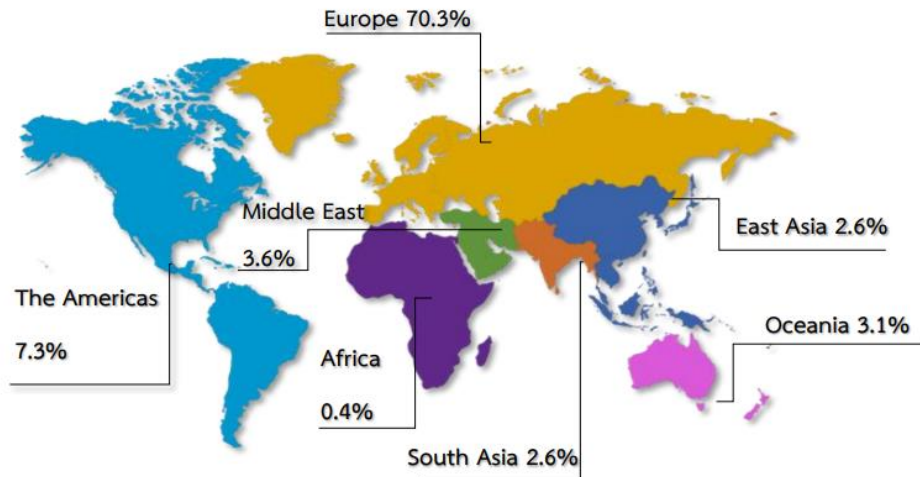 Europe 70.3%
Middle East
3.6%
East Asia 2.6%
The Americas
7.3%
Oceania 3.1%
Africa
0.4%
South Asia 2.6%